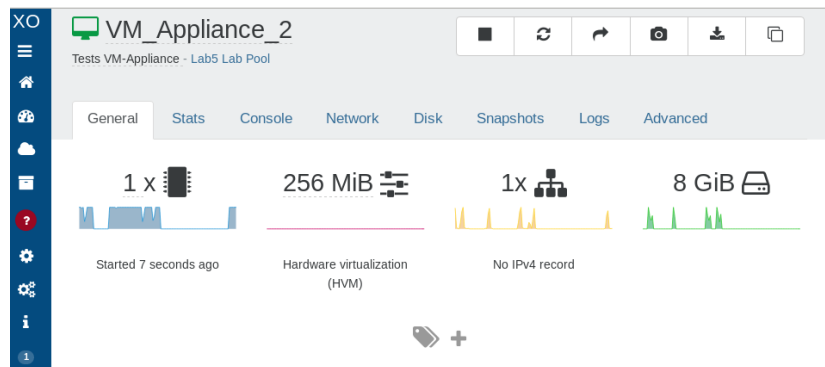 XO
VM_Appliance_2
Tests VM-Appliance - Lab5 Lab Pool
General Stats Console Network Disk Snapshots Logs Advanced
1 x 256 MiB 1x 8 GiB
?
Started 7 seconds ago Hardware virtualization No IPv4 record
(HVM)
i
1